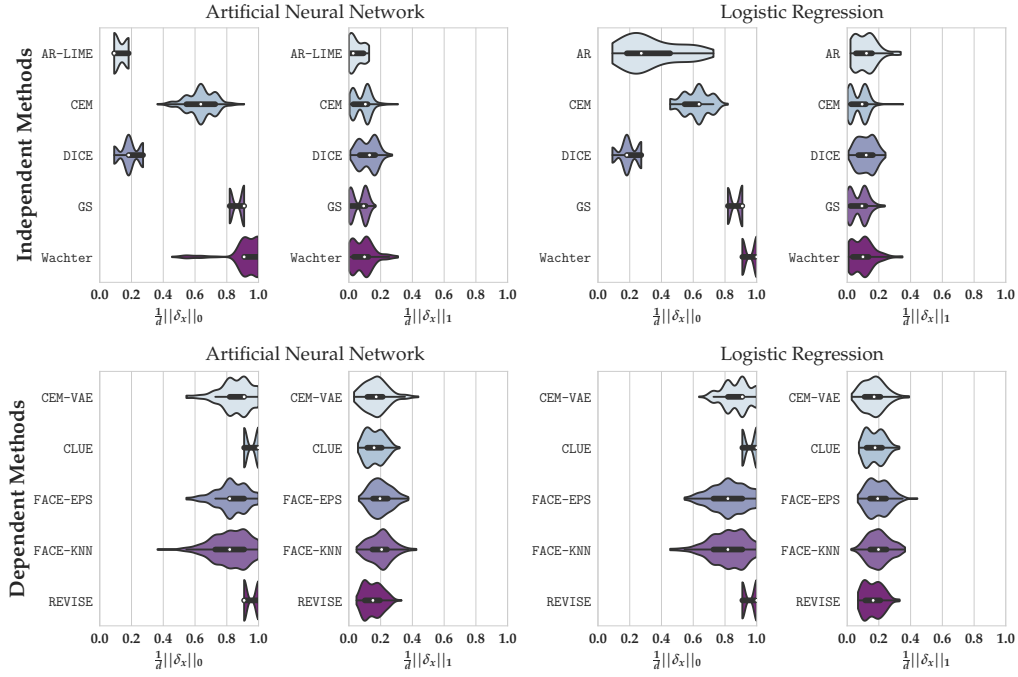 Artificial Neural Network
Logistic Regression
Independent Methods
AR-LIME
CEM
DICE
GS
Wachter
0.0 0.2 0.4 0.6 0.8 1.0
1/d||δx||0
AR-LIME
CEM
DICE
GS
Wachter
0.0 0.2 0.4 0.6 0.8 1.0
1/d||δx||1
AR
CEM
DICE
GS
Wachter
0.0 0.2 0.4 0.6 0.8 1.0
1/d||δx||0
AR
CEM
DICE
GS
Wachter
0.0 0.2 0.4 0.6 0.8 1.0
1/d||δx||1
Artificial Neural Network
Logistic Regression
Dependent Methods
CEM-VAE
CLUE
FACE-EPS
FACE-KNN
REVISE
0.0 0.2 0.4 0.6 0.8 1.0
1/d||δx||0
CEM-VAE
CLUE
FACE-EPS
FACE-KNN
REVISE
0.0 0.2 0.4 0.6 0.8 1.0
1/d||δx||1
CEM-VAE
CLUE
FACE-EPS
FACE-KNN
REVISE
0.0 0.2 0.4 0.6 0.8 1.0
1/d||δx||0
CEM-VAE
CLUE
FACE-EPS
FACE-KNN
REVISE
0.0 0.2 0.4 0.6 0.8 1.0
1/d||δx||1